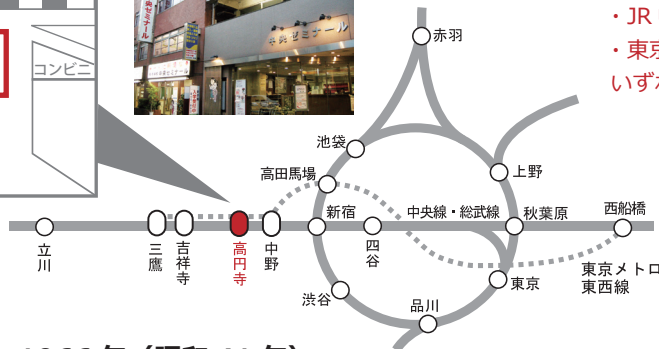 ・JR
・東京
いずれ
コンビニ
中央ゼミナール
赤羽
池袋
上野
高田馬場
新宿
中央線・総武線
秋葉原
西船橋
立川
三鷹
吉祥寺
高円寺
中野
四谷
渋谷
品川
東京
東京メトロ
東西線